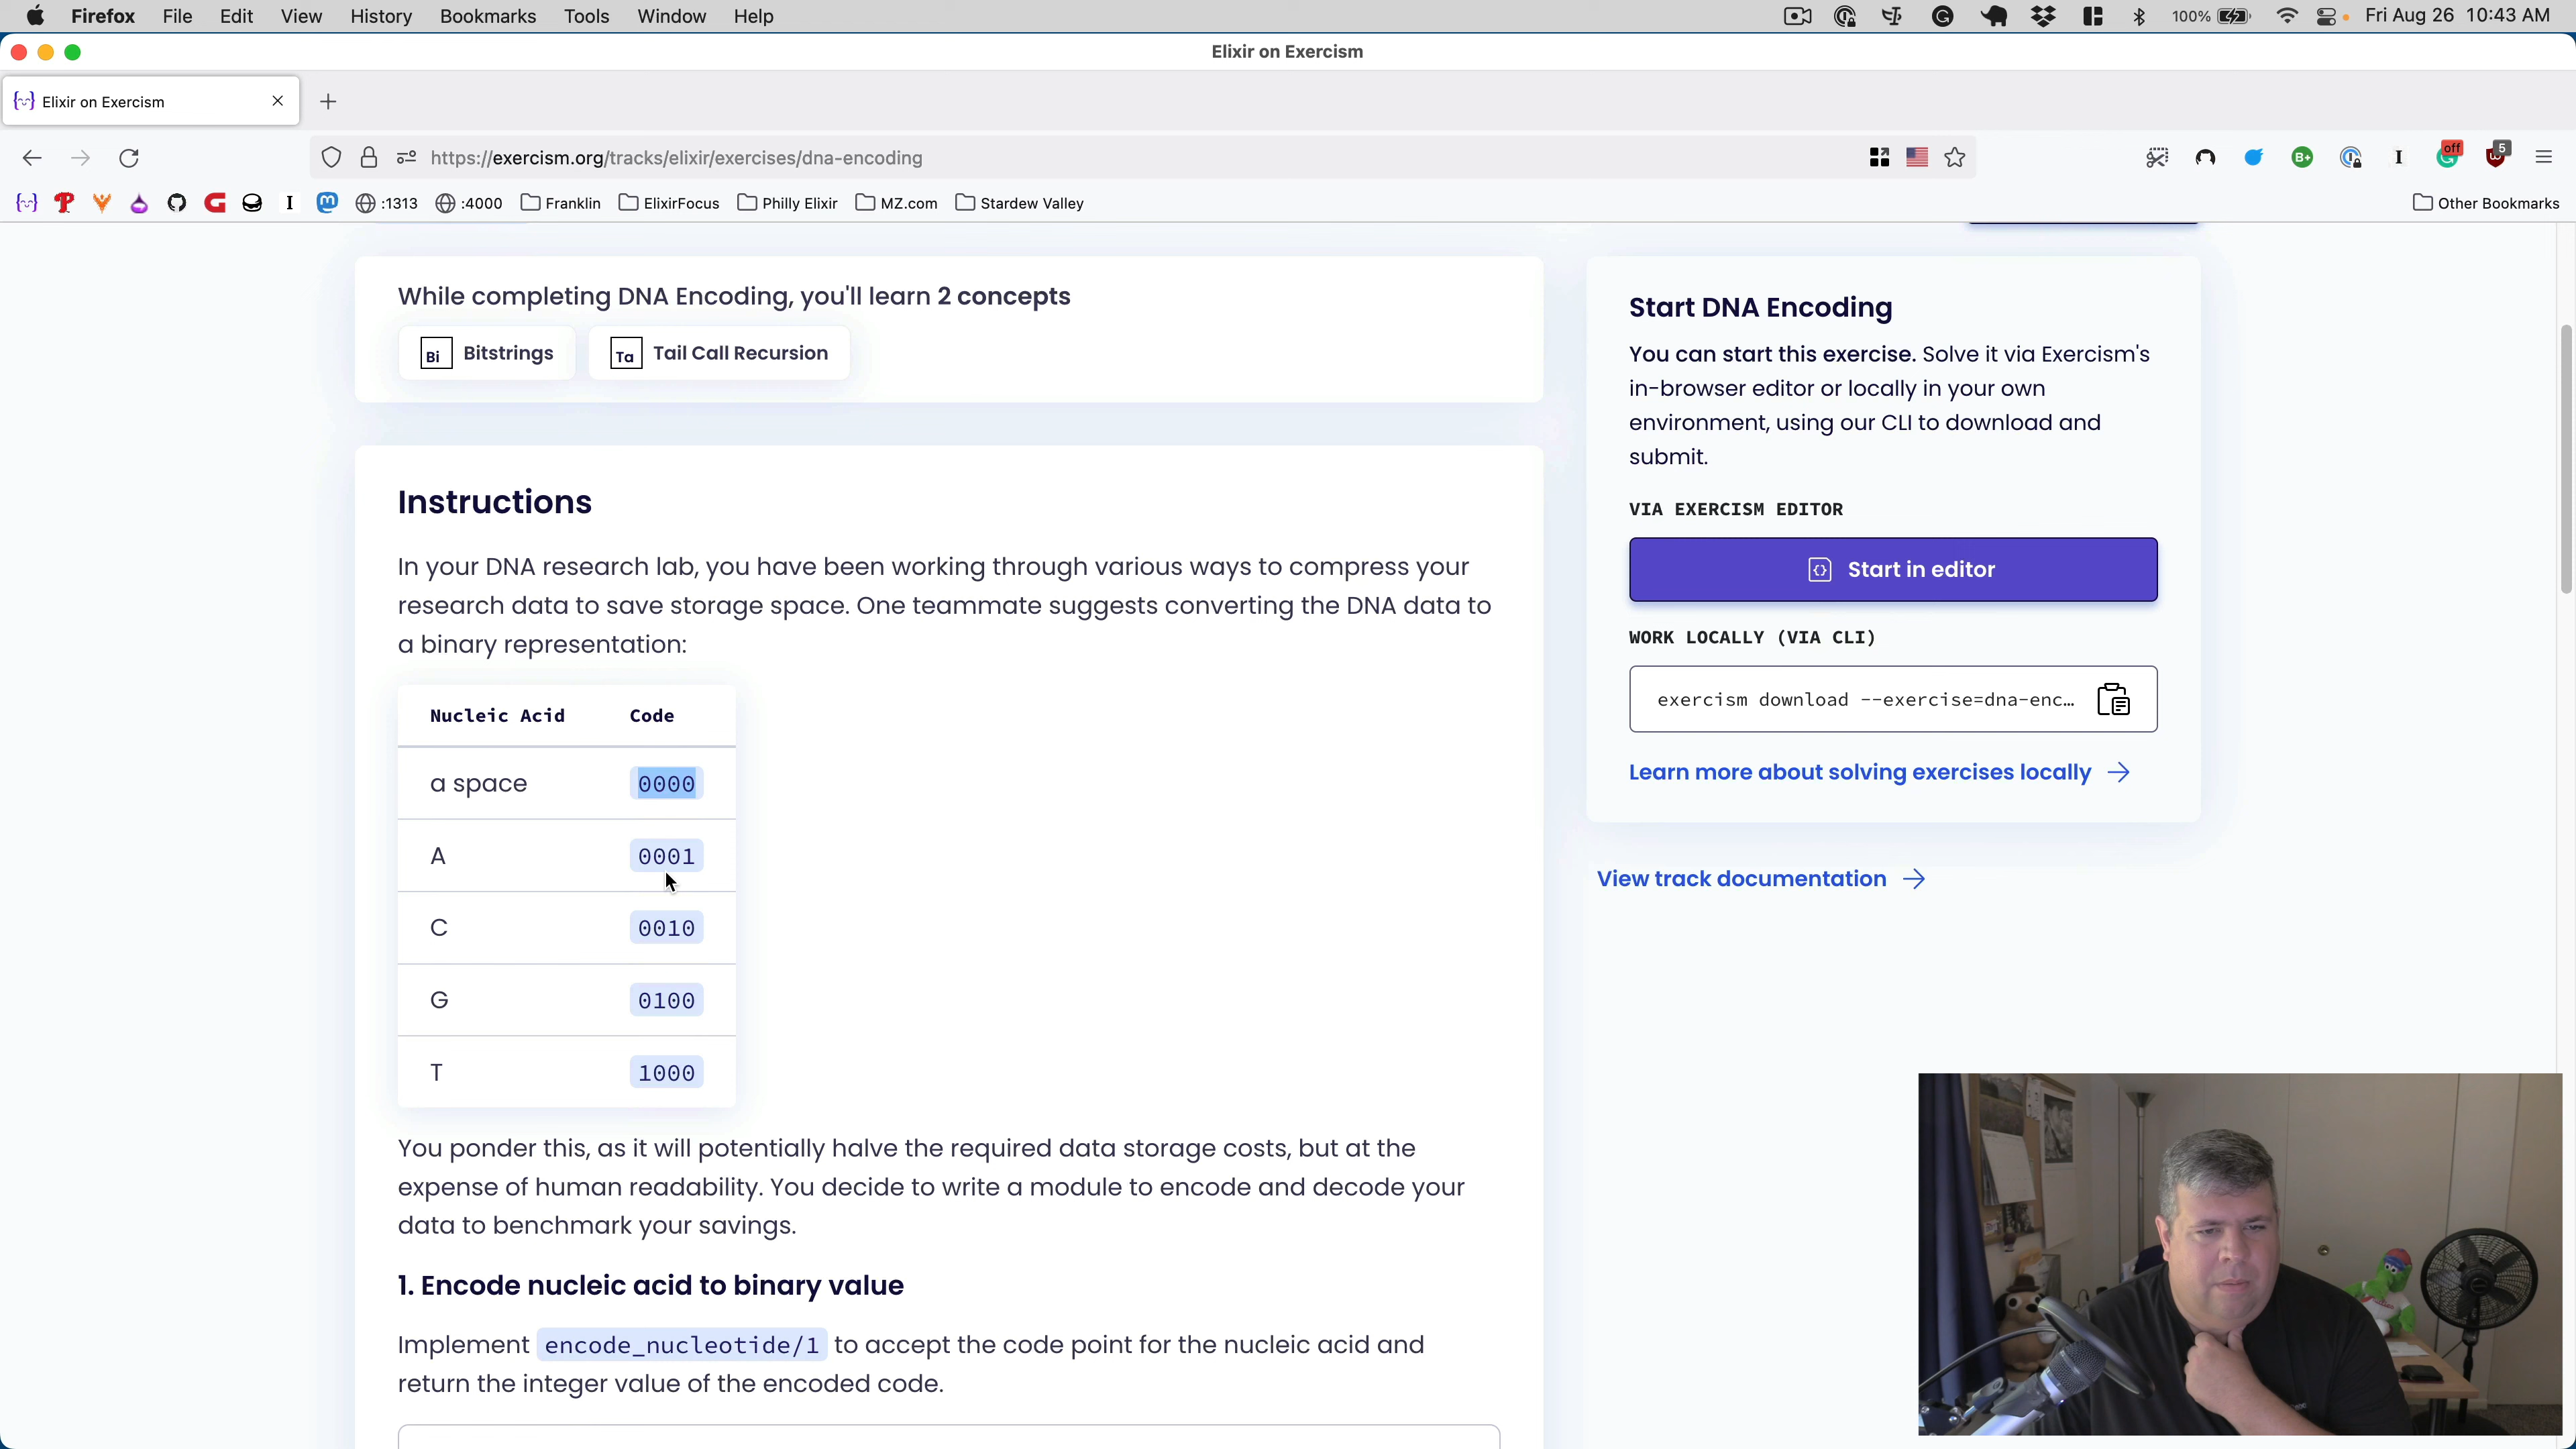 Firefox File Edit View History Bookmarks Tools Window Help 100% Fri Aug 26 10:43 AM
Elixir on Exercism
Elixir on Exercism
https://exercism.org/tracks/elixir/exercises/dna-encoding off 5
:1313 :4000 Franklin ElixirFocus Philly Elixir MZ.com Stardew Valley Other Bookmarks
While completing DNA Encoding, you'll learn 2 concepts
Bi Bitstrings Ta Tail Call Recursion
Instructions
In your DNA research lab, you have been working through various ways to compress your
research data to save storage space. One teammate suggests converting the DNA data to
a binary representation:
Nucleic Acid Code
a space 0000
A 0001
C 0010
G 0100
T 1000
You ponder this, as it will potentially halve the required data storage costs, but at the
expense of human readability. You decide to write a module to encode and decode your
data to benchmark your savings.
1. Encode nucleic acid to binary value
Implement encode_nucleotide/1 to accept the code point for the nucleic acid and
return the integer value of the encoded code.
Start DNA Encoding
You can start this exercise. Solve it via Exercism's
in-browser editor or locally in your own
environment, using our CLI to download and
submit.
VIA EXERCISM EDITOR
Start in editor
WORK LOCALLY (VIA CLI)
exercism download --exercise=dna-enc…
Learn more about solving exercises locally
View track documentation